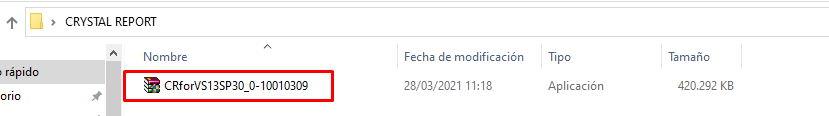 CRYSTAL REPORT
Nombre Fecha de modificación Tipo Tamaño
o rápido
CRforVS13SP30_0-10010309 28/03/2021 11:18 Aplicación 420.292 KB
orio